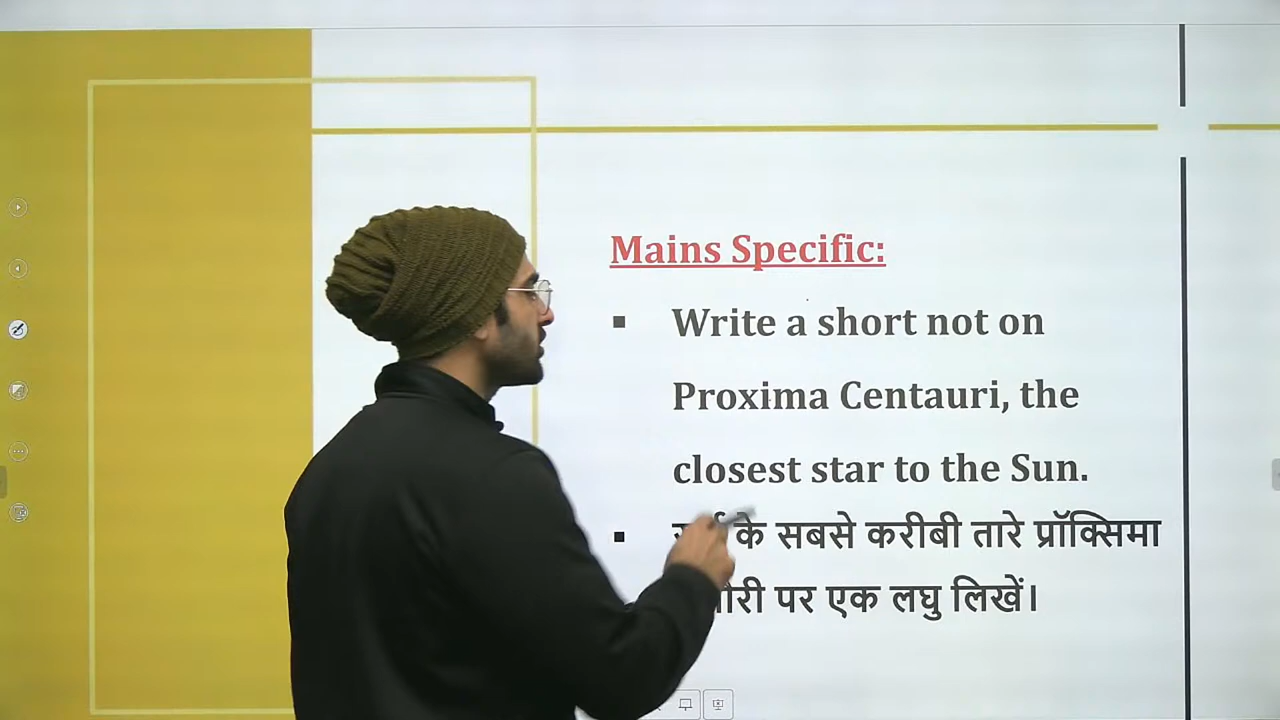 Mains Specific:
▪ Write a short not on
Proxima Centauri, the
closest star to the Sun.
▪ के सबसे करीबी तारे प्रॉक्सिमा
पर एक लघु लिखें।